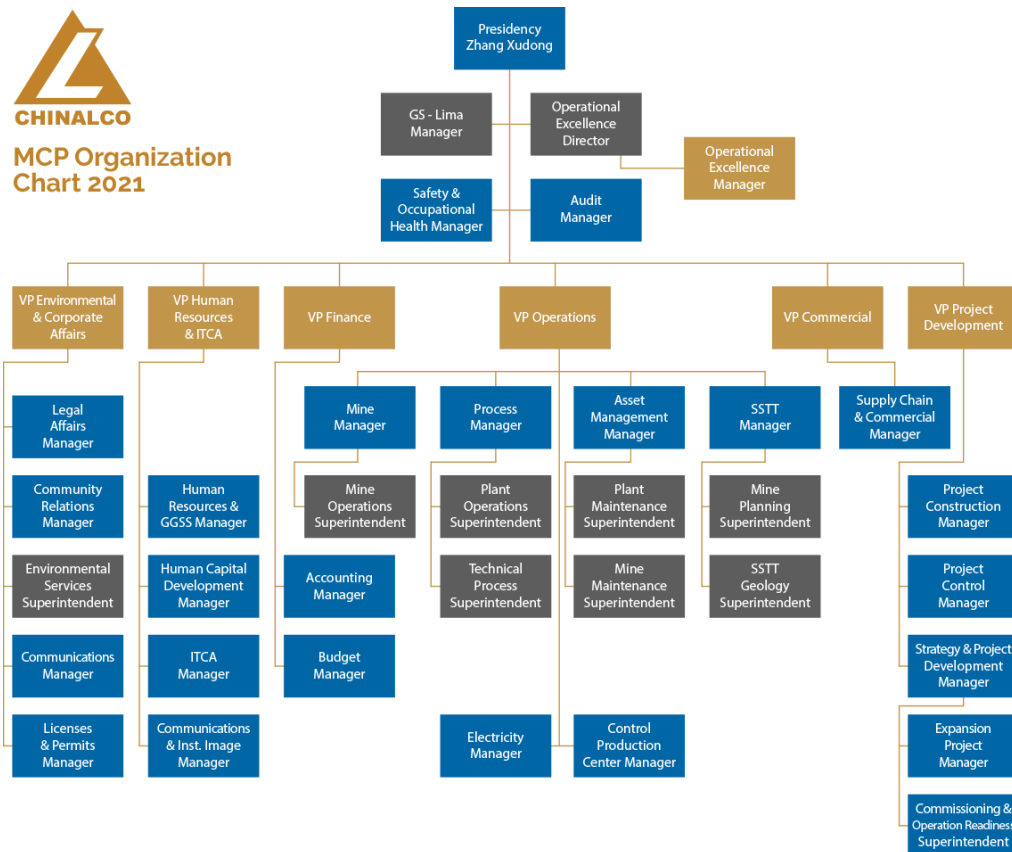 CHINALCO
MCP Organization
Chart 2021
Presidency
Zhang Xudong
GS - Lima
Manager
Operational
Excellence
Director
Operational
Excellence
Manager
Safety &
Occupational
Health Manager
Audit
Manager
VP Environmental
& Corporate
Affairs
VP Human
Resources
& ITCA
VP Finance
VP Operations
VP Commercial
VP Project
Development
Legal
Affairs
Manager
Mine
Manager
Process
Manager
Asset
Management
Manager
SSTT
Manager
Supply Chain
& Commercial
Manager
Community
Relations
Manager
Human
Resources &
GGSS Manager
Mine
Operations
Superintendent
Plant
Operations
Superintendent
Plant
Maintenance
Superintendent
Mine
Planning
Superintendent
Project
Construction
Manager
Environmental
Services
Superintendent
Human Capital
Development
Manager
Accounting
Manager
Technical
Process
Superintendent
Mine
Maintenance
Superintendent
SSTT
Geology
Superintendent
Project
Control
Manager
Communications
Manager
ITCA
Manager
Budget
Manager
Strategy & Project
Development
Manager
Licenses
& Permits
Manager
Communications
& Inst. Image
Manager
Electricity
Manager
Control
Production
Center Manager
Expansion
Project
Manager
Commissioning &
Operation Readiness
Superintendent